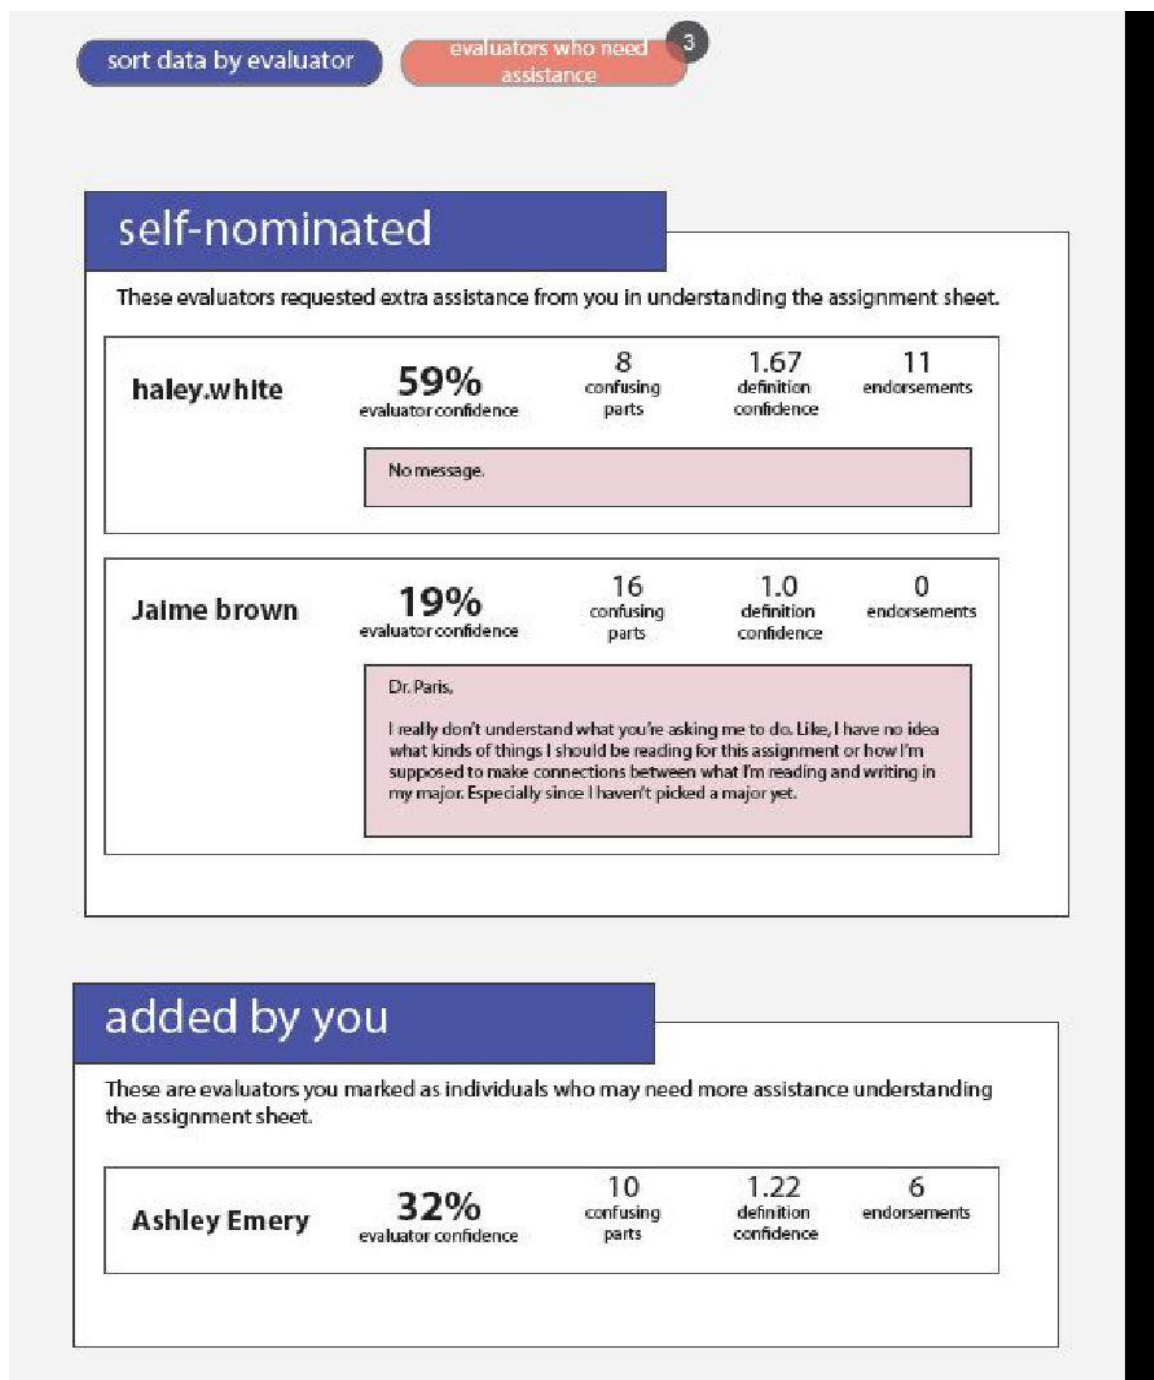 sort data by evaluator
evaluators who need
assistance
3
self-nominated
These evaluators requested extra assistance from you in understanding the assignment sheet.
haley.white
59%
evaluator confidence
8
confusing
parts
1.67
definition
confidence
11
endorsements
No message.
Jaime brown
19%
evaluator confidence
16
confusing
parts
1.0
definition
confidence
0
endorsements
Dr. Paris,
I really don't understand what you're asking me to do. Like, I have no idea
what kinds of things I should be reading for this assignment or how I'm
supposed to make connections between what I'm reading and writing in
my major. Especially since I haven't picked a major yet.
added by you
These are evaluators you marked as individuals who may need more assistance understanding
the assignment sheet.
Ashley Emery
32%
evaluator confidence
10
confusing
parts
1.22
definition
confidence
6
endorsements